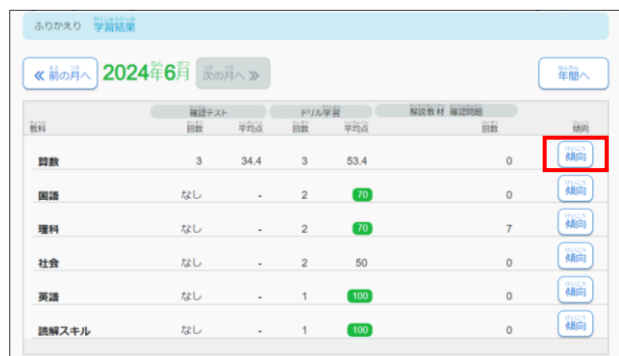 ふりかえり 学習結果
≪ 前の月へ 2024年6月 次の月へ ≫ 年間へ
確認テスト ドリル学習 解説教材 確認問題
教科 回数 平均点 回数 平均点 回数 傾向
算数 3 34.4 3 53.4 0 傾向
国語 なし - 2 70 0 傾向
理科 なし - 2 70 7 傾向
社会 なし - 2 50 0 傾向
英語 なし - 1 100 0 傾向
読解スキル なし - 1 100 0 傾向